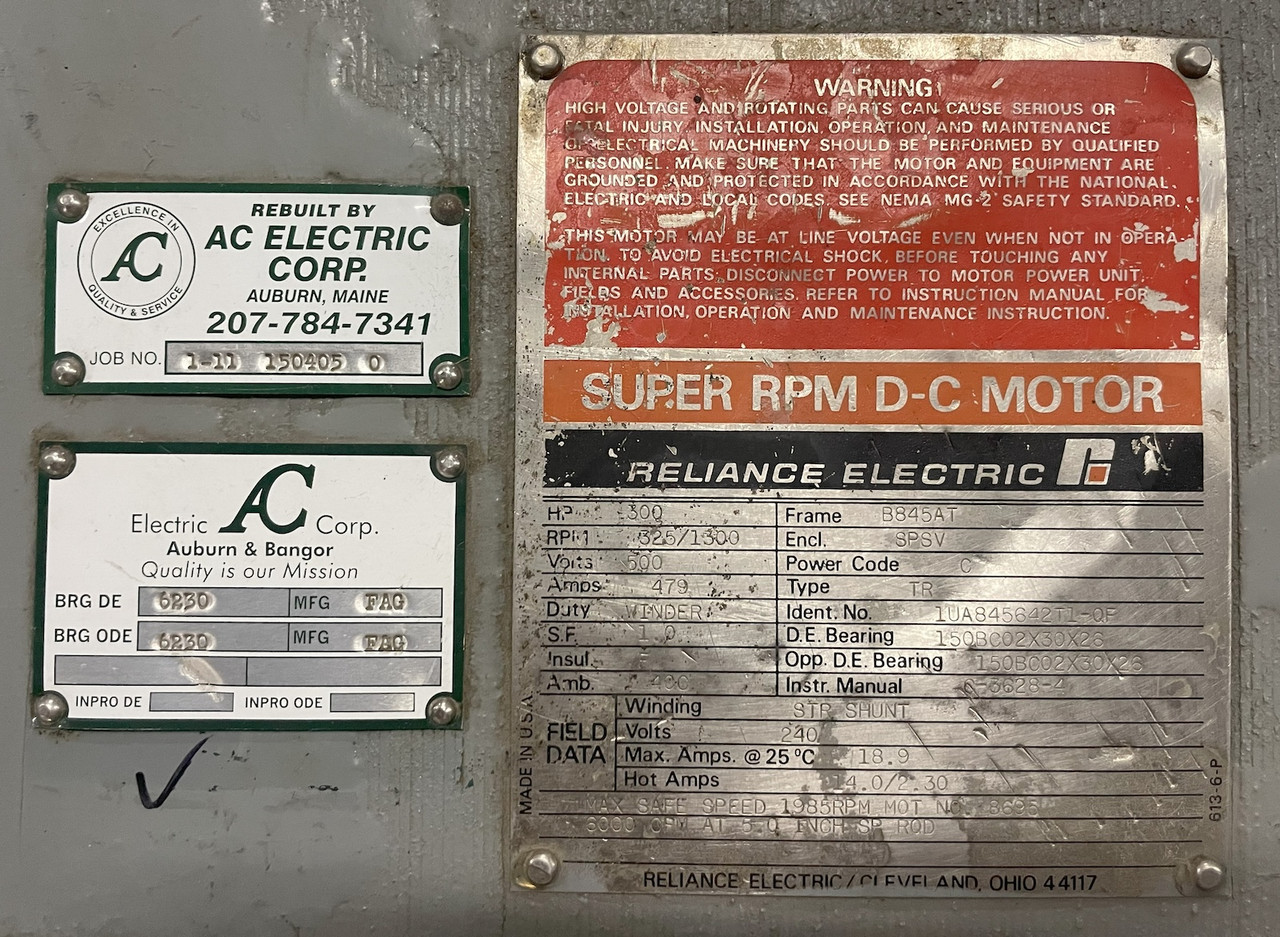 EXCELLENCE IN
AC
QUALITY & SERVICE
REBUILT BY
AC ELECTRIC
CORP.
AUBURN, MAINE
207-784-7341
JOB NO. 1-11 150405 0
Electric AC Corp.
Auburn & Bangor
Quality is our Mission
BRG DE 6230 MFG FAG
BRG ODE 6230 MFG FAG
INPRO DE INPRO ODE
WARNING!
HIGH VOLTAGE AND ROTATING PARTS CAN CAUSE SERIOUS OR
FATAL INJURY. INSTALLATION, OPERATION, AND MAINTENANCE
OF ELECTRICAL MACHINERY SHOULD BE PERFORMED BY QUALIFIED
PERSONNEL. MAKE SURE THAT THE MOTOR AND EQUIPMENT ARE
GROUNDED AND PROTECTED IN ACCORDANCE WITH THE NATIONAL
ELECTRIC AND LOCAL CODES. SEE NEMA MG-2 SAFETY STANDARD.
THIS MOTOR MAY BE AT LINE VOLTAGE EVEN WHEN NOT IN OPERA-
TION. TO AVOID ELECTRICAL SHOCK, BEFORE TOUCHING ANY
INTERNAL PARTS, DISCONNECT POWER TO MOTOR POWER UNIT,
FIELDS AND ACCESSORIES. REFER TO INSTRUCTION MANUAL FOR
INSTALLATION, OPERATION AND MAINTENANCE INSTRUCTION.
SUPER RPM D-C MOTOR
RELIANCE ELECTRIC
HP 300 Frame B845AT
RPM 325/1300 Encl. SPSV
Volts 500 Power Code C
Amps 479 Type TR
Duty WINDER Ident. No. 1UA845642T1-QF
S.F. 1.0 D.E. Bearing 150BC02X30X26
Insul. Opp. D.E. Bearing 150BC02X30X26
Amb. 40C Instr. Manual C-3628-4
FIELD DATA
Winding STR SHUNT
Volts 240
Max. Amps. @ 25°C 18.9
Hot Amps 14.0/2.30
MAX SAFE SPEED 1985RPM MOT NO.
3000 CFM AT 5.0 INCH SP ROD
RELIANCE ELECTRIC / CLEVELAND, OHIO 44117
MADE IN U.S.A.
613-6-P